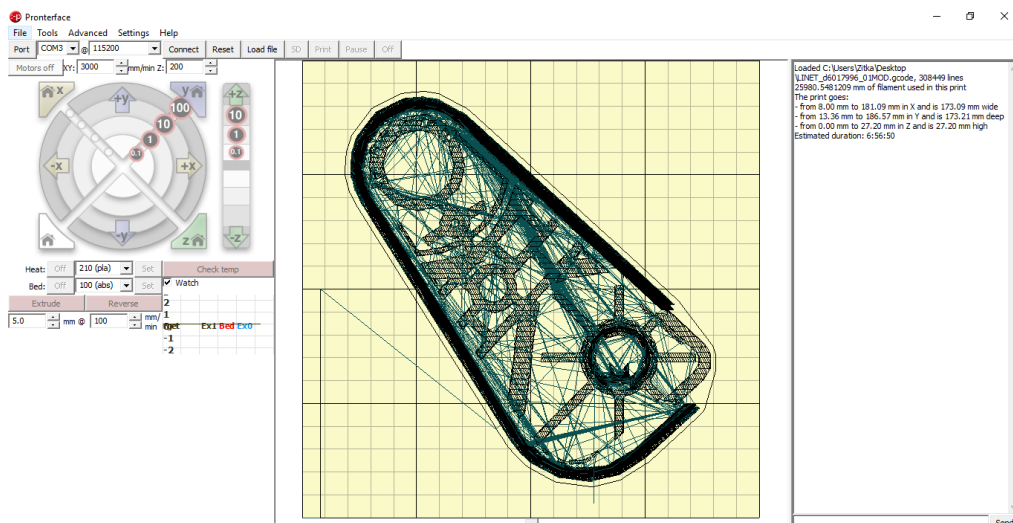 Pronterface
File Tools Advanced Settings Help
Port COM3 @ 115200 Connect Reset Load file SD Print Pause Off
Motors off XY: 3000 mm/min Z: 200
x +y y +z
100 10
10 1
1 0.1
0.1
-x +x
-y z -z
Heat: Off 210 (pla) Set Check temp
Bed: Off 100 (abs) Set Watch
Extrude Reverse
5.0 mm @ 100 mm/
min
2
1
Ex1 Bed Ex0
-1
-2
Loaded C:\Users\Zitka\Desktop
\LINET_d6017996_01MOD.gcode, 308449 lines
25980.5481209 mm of filament used in this print
The print goes:
- from 8.00 mm to 181.09 mm in X and is 173.09 mm wide
- from 13.36 mm to 186.57 mm in Y and is 173.21 mm deep
- from 0.00 mm to 27.20 mm in Z and is 27.20 mm high
Estimated duration: 6:56:50